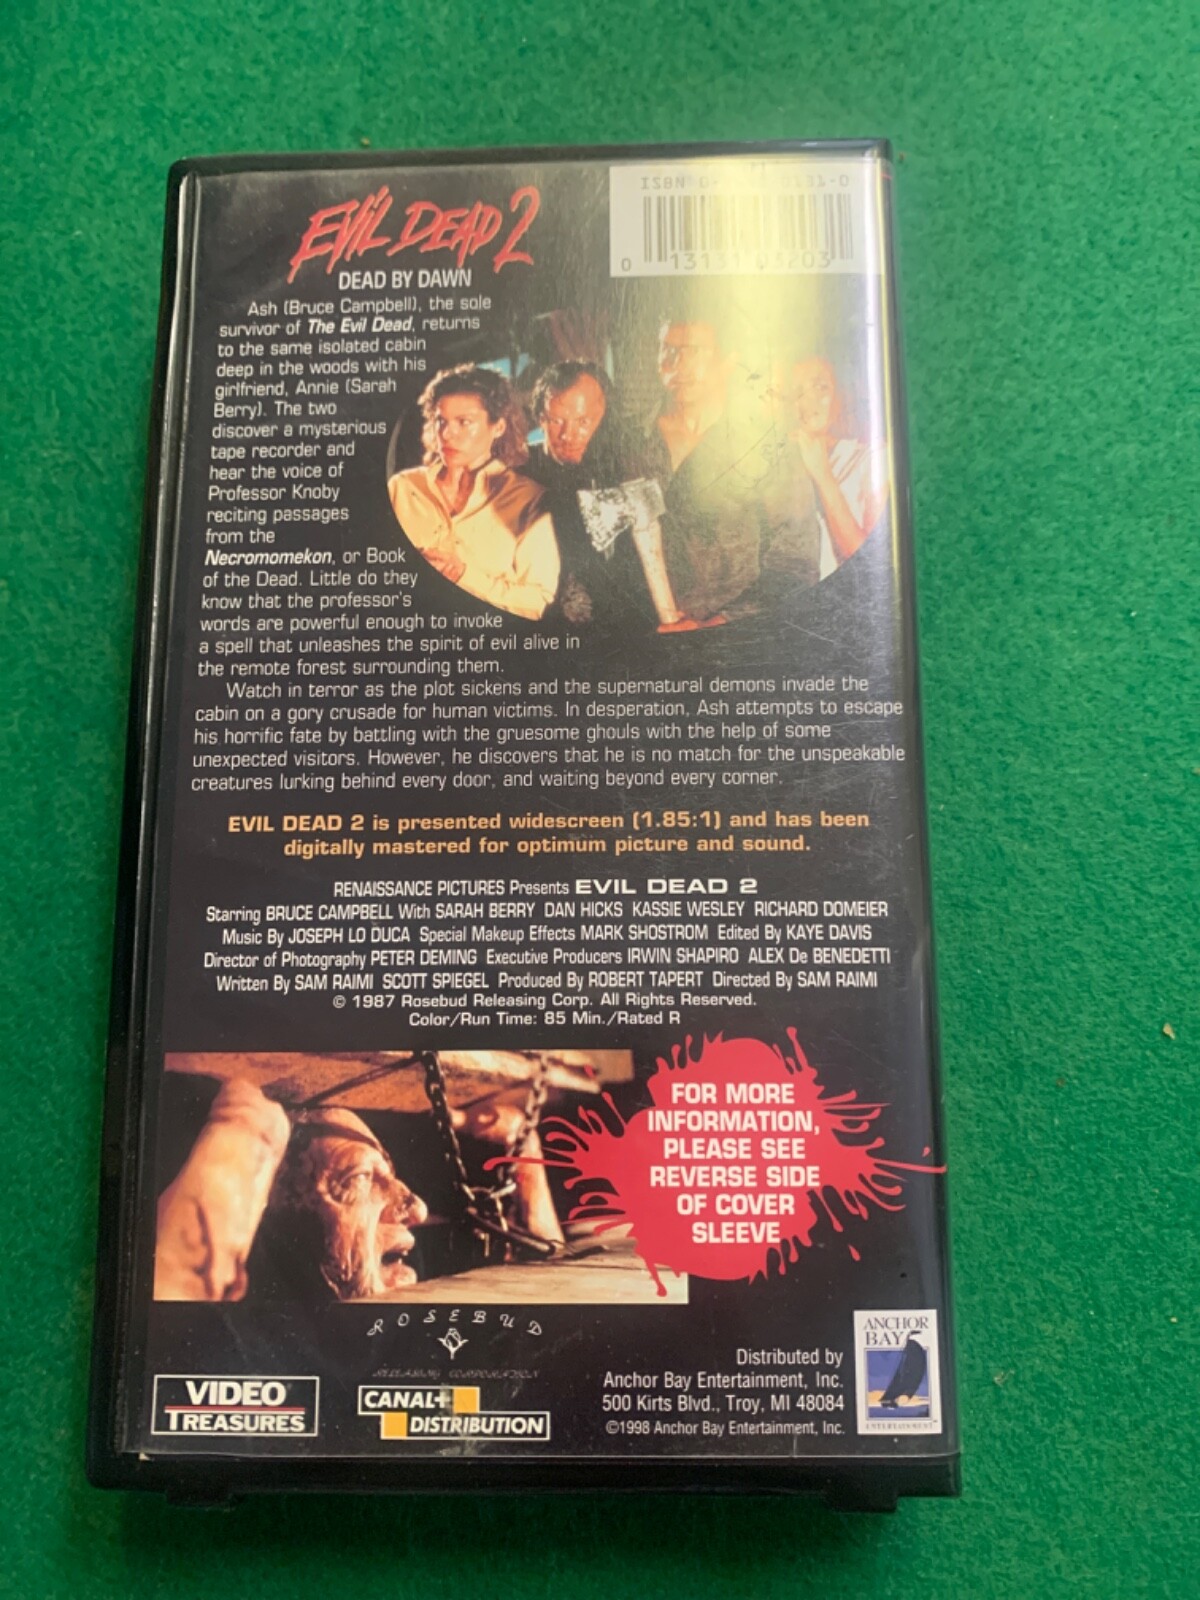 EVIL DEAD 2
DEAD BY DAWN
ISBN 0- 131-0
0 13131 03203
Ash (Bruce Campbell), the sole
survivor of The Evil Dead, returns
to the same isolated cabin
deep in the woods with his
girlfriend, Annie (Sarah
Berry). The two
discover a mysterious
tape recorder and
hear the voice of
Professor Knoby
reciting passages
from the
Necromomekon, or Book
of the Dead. Little do they
know that the professor's
words are powerful enough to invoke
a spell that unleashes the spirit of evil alive in
the remote forest surrounding them.
Watch in terror as the plot sickens and the supernatural demons invade the
cabin on a gory crusade for human victims. In desperation, Ash attempts to escape
his horrific fate by battling with the gruesome ghouls with the help of some
unexpected visitors. However, he discovers that he is no match for the unspeakable
creatures lurking behind every door, and waiting beyond every corner.
EVIL DEAD 2 is presented widescreen (1.85:1) and has been
digitally mastered for optimum picture and sound.
RENAISSANCE PICTURES Presents EVIL DEAD 2
Starring BRUCE CAMPBELL With SARAH BERRY DAN HICKS KASSIE WESLEY RICHARD DOMEIER
Music By JOSEPH LO DUCA Special Makeup Effects MARK SHOSTROM Edited By KAYE DAVIS
Director of Photography PETER DEMING Executive Producers IRWIN SHAPIRO ALEX De BENEDETTI
Written By SAM RAIMI SCOTT SPIEGEL Produced By ROBERT TAPERT Directed By SAM RAIMI
© 1987 Rosebud Releasing Corp. All Rights Reserved.
Color/Run Time: 85 Min./Rated R
FOR MORE
INFORMATION,
PLEASE SEE
REVERSE SIDE
OF COVER
SLEEVE
ROSEBUD
RELEASING CORPORATION
VIDEO
TREASURES
CANAL+
DISTRIBUTION
Distributed by
Anchor Bay Entertainment, Inc.
500 Kirts Blvd., Troy, MI 48084
©1998 Anchor Bay Entertainment, Inc.
ANCHOR
BAY
ENTERTAINMENT